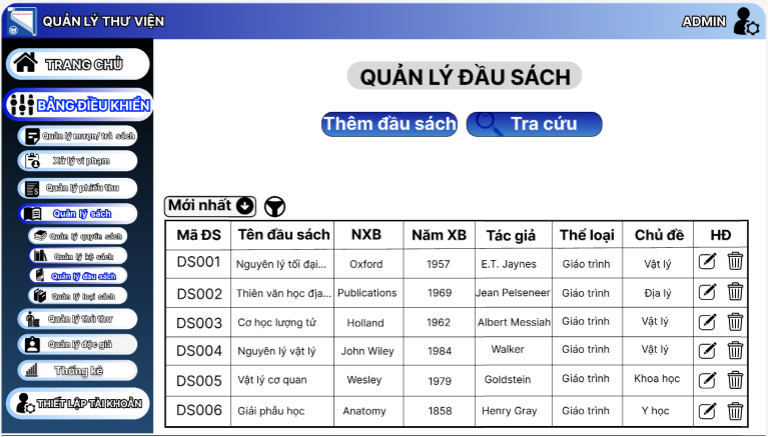 QUẢN LÝ THƯ VIỆN
ADMIN
TRANG CHỦ
BẢNG ĐIỀU KHIỂN
Quản lý mượn/ trả sách
Xử lý vi phạm
Quản lý phiếu thu
Quản lý sách
Quản lý quyển sách
Quản lý kệ sách
Quản lý đầu sách
Quản lý loại sách
Quản lý thủ thư
Quản lý độc giả
Thống kê
THIẾT LẬP TÀI KHOẢN
QUẢN LÝ ĐẦU SÁCH
Thêm đầu sách
Tra cứu
Mới nhất
Mã ĐS Tên đầu sách NXB Năm XB Tác giả Thể loại Chủ đề HĐ
DS001 Nguyên lý tối đại... Oxford 1957 E.T. Jaynes Giáo trình Vật lý
DS002 Thiên văn học địa... Publications 1969 Jean Pelseneer Giáo trình Địa lý
DS003 Cơ học lượng tử Holland 1962 Albert Messiah Giáo trình Vật lý
DS004 Nguyên lý vật lý John Wiley 1984 Walker Giáo trình Vật lý
DS005 Vật lý cơ quan Wesley 1979 Goldstein Giáo trình Khoa học
DS006 Giải phẫu học Anatomy 1858 Henry Gray Giáo trình Y học